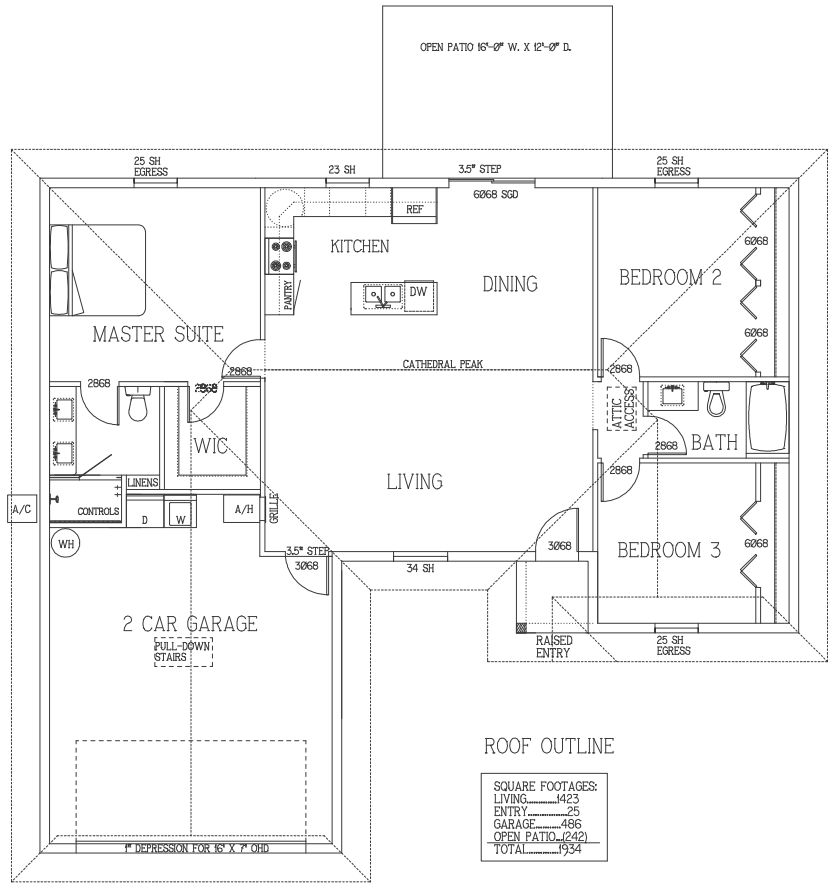 OPEN PATIO 16'-0" W. X 12'-0" D.
25 SH
EGRESS
23 SH
3.5" STEP
25 SH
EGRESS
6068 SGD
REF
KITCHEN
6068
PANTRY
DW
DINING
BEDROOM 2
MASTER SUITE
6068
2868
CATHEDRAL PEAK
2868
2868
2868
ATTIC
ACCESS
WIC
2868
BATH
LIVING
2868
LINENS
A/C
CONTROLS
D
W
A/H
GRILLE
WH
3.5" STEP
3068
34 SH
3068
BEDROOM 3
6068
2 CAR GARAGE
PULL-DOWN
STAIRS
RAISED
ENTRY
25 SH
EGRESS
ROOF OUTLINE
SQUARE FOOTAGES:
LIVING............1423
ENTRY................25
GARAGE..........486
OPEN PATIO...(242)
TOTAL.............1934
1" DEPRESSION FOR 16' X 7' OHD